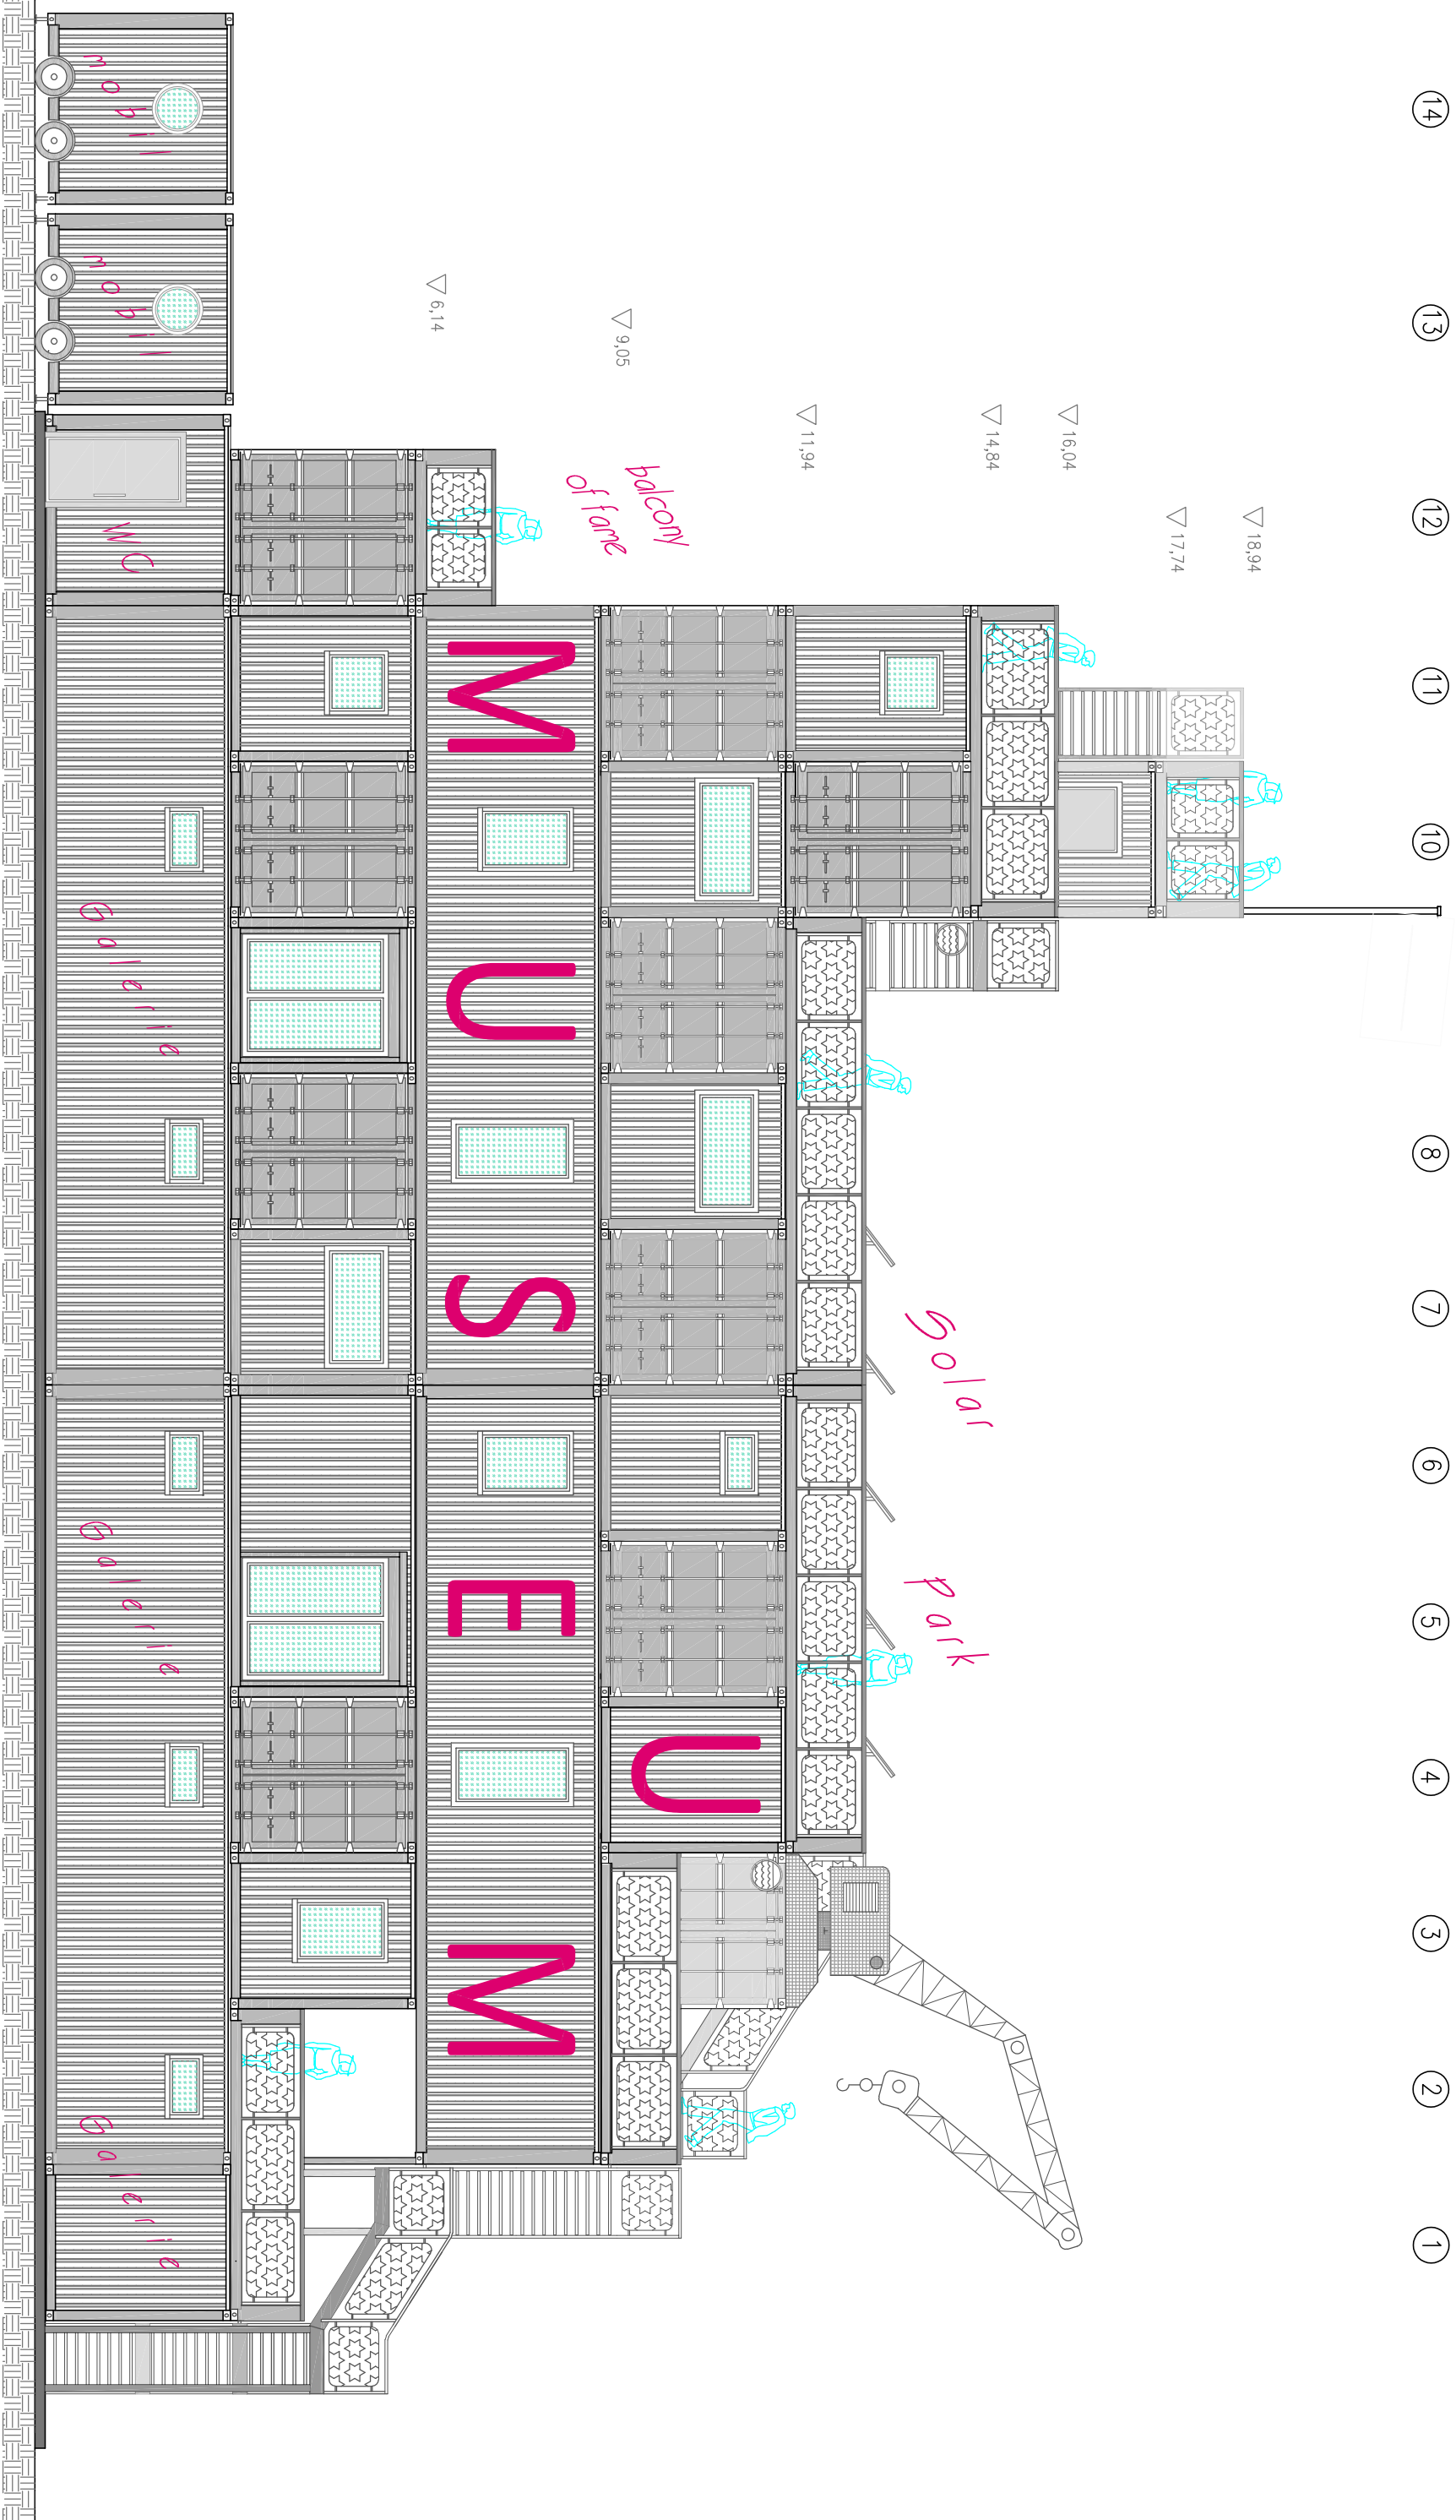 14 13 12 11 10 8 7 6 5 4 3 2 1
18,94
17,74
16,04
14,84
Solar park
11,94
balcony
of fame
9,05
U
M U S E M
6,14
mobil mobil WC Galerie Galerie Galerie